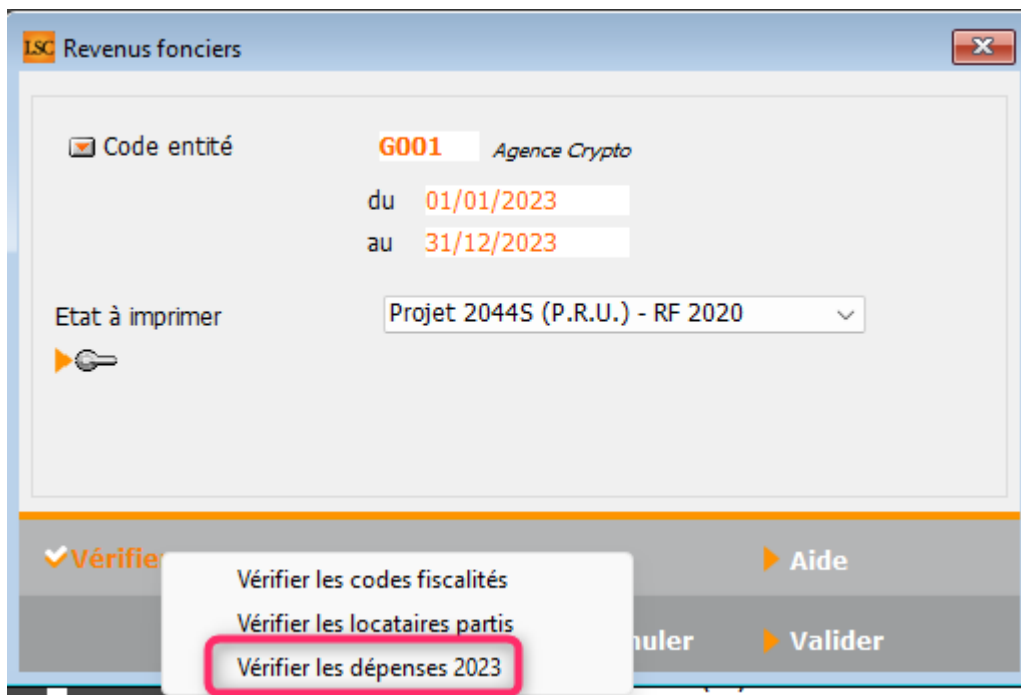 LSC Revenus fonciers
Code entité G001 Agence Crypto
du 01/01/2023
au 31/12/2023
Etat à imprimer Projet 2044S (P.R.U.) - RF 2020
Vérifie
Aide
Vérifier les codes fiscalités
Vérifier les locataires partis
nuler Valider
Vérifier les dépenses 2023